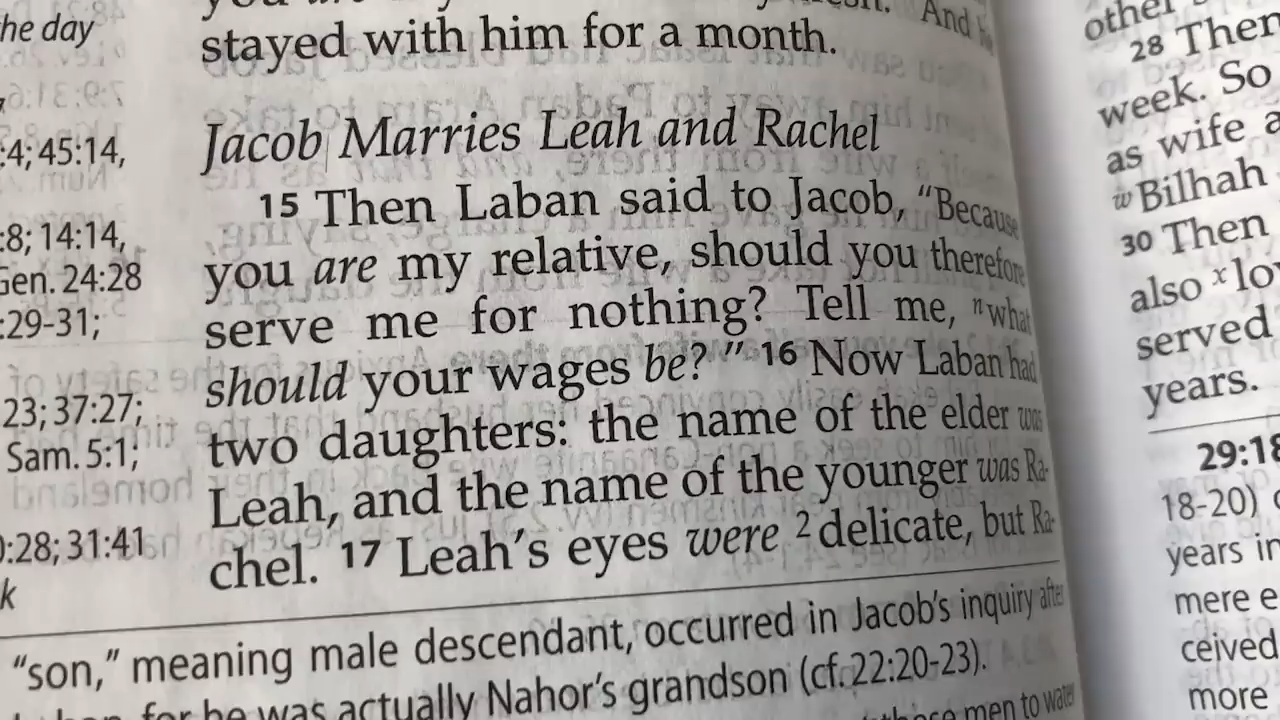 he day
4; 45:14,
:8; 14:14,
Gen. 24:28
:29-31;
23; 37:27;
Sam. 5:1;
:28; 31:41
k
stayed with him for a month. And
Jacob Marries Leah and Rachel
15 Then Laban said to Jacob, “Because
you are my relative, should you therefore
serve me for nothing? Tell me, n what
should your wages be? ” 16 Now Laban had
two daughters: the name of the elder was
Leah, and the name of the younger was Ra-
chel. 17 Leah’s eyes were 2 delicate, but Ra-
“son,” meaning male descendant, occurred in Jacob’s inquiry after
for he was actually Nahor’s grandson (cf. 22:20-23).
those men to water
other
28 Then
week. So
as wife a
w Bilhah
30 Then
also x lo
served
years.
29:18
18-20)
years in
mere e
ceived
more